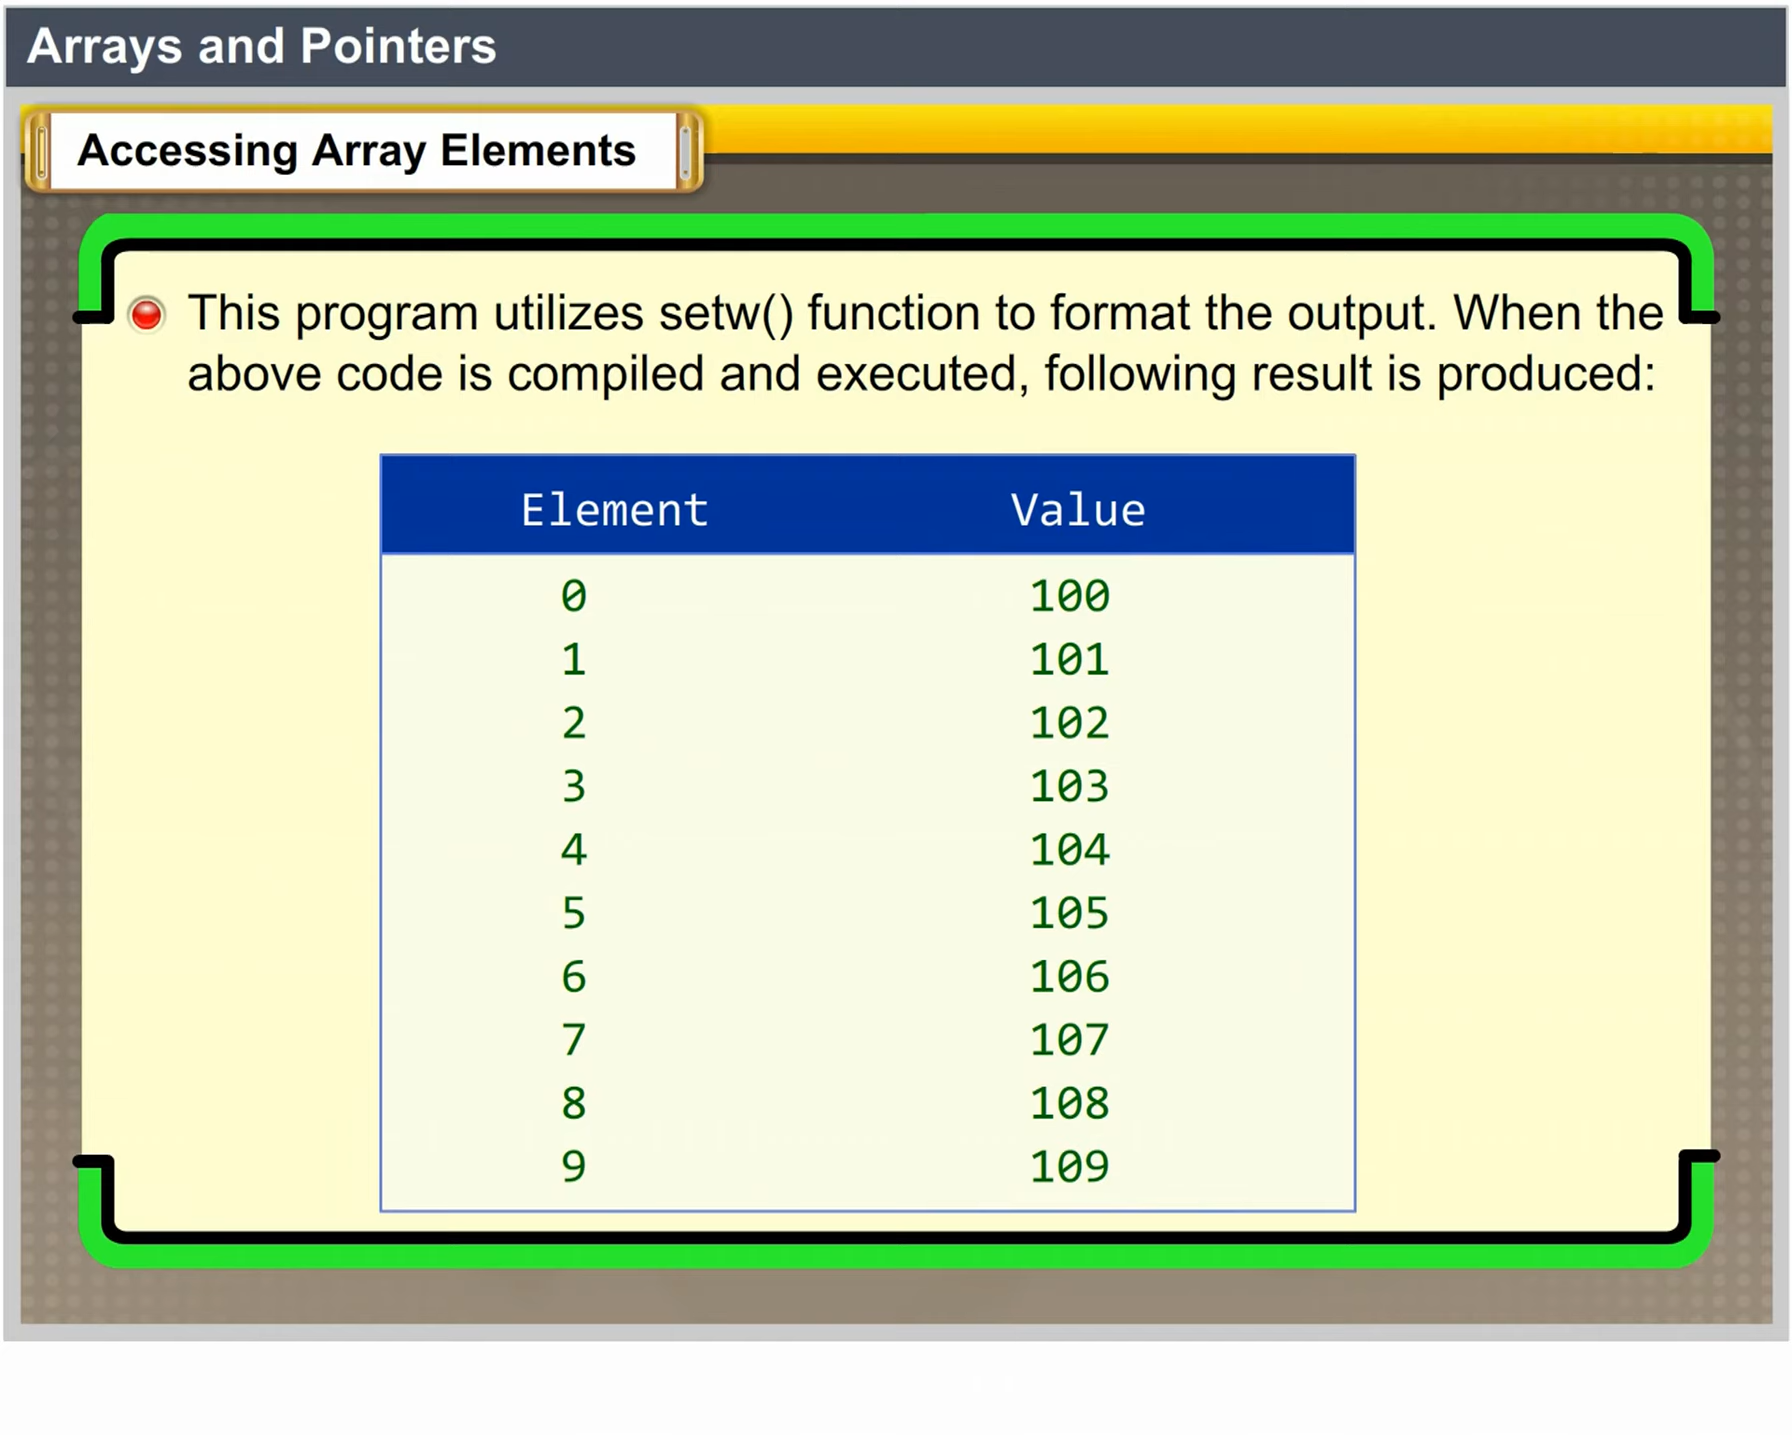 Arrays and Pointers
Accessing Array Elements
This program utilizes setw() function to format the output. When the
above code is compiled and executed, following result is produced:
Element Value
0 100
1 101
2 102
3 103
4 104
5 105
6 106
7 107
8 108
9 109